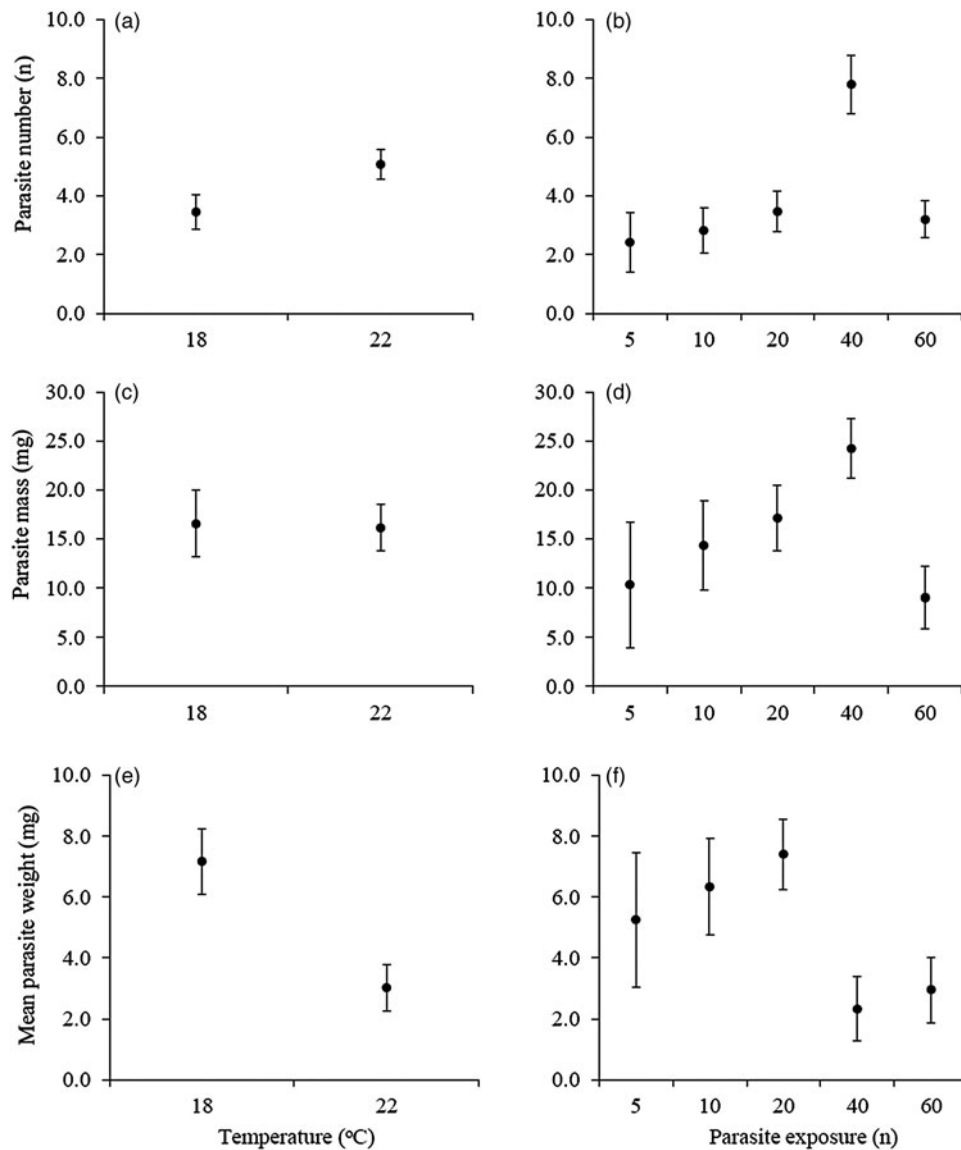 (a)
Parasite number (n)
10.0
8.0
6.0
4.0
2.0
0.0
18 22
(b)
10.0
8.0
6.0
4.0
2.0
0.0
5 10 20 40 60
(c)
Parasite mass (mg)
30.0
25.0
20.0
15.0
10.0
5.0
0.0
18 22
(d)
30.0
25.0
20.0
15.0
10.0
5.0
0.0
5 10 20 40 60
(e)
Mean parasite weight (mg)
10.0
8.0
6.0
4.0
2.0
0.0
18 22
Temperature (°C)
(f)
10.0
8.0
6.0
4.0
2.0
0.0
5 10 20 40 60
Parasite exposure (n)